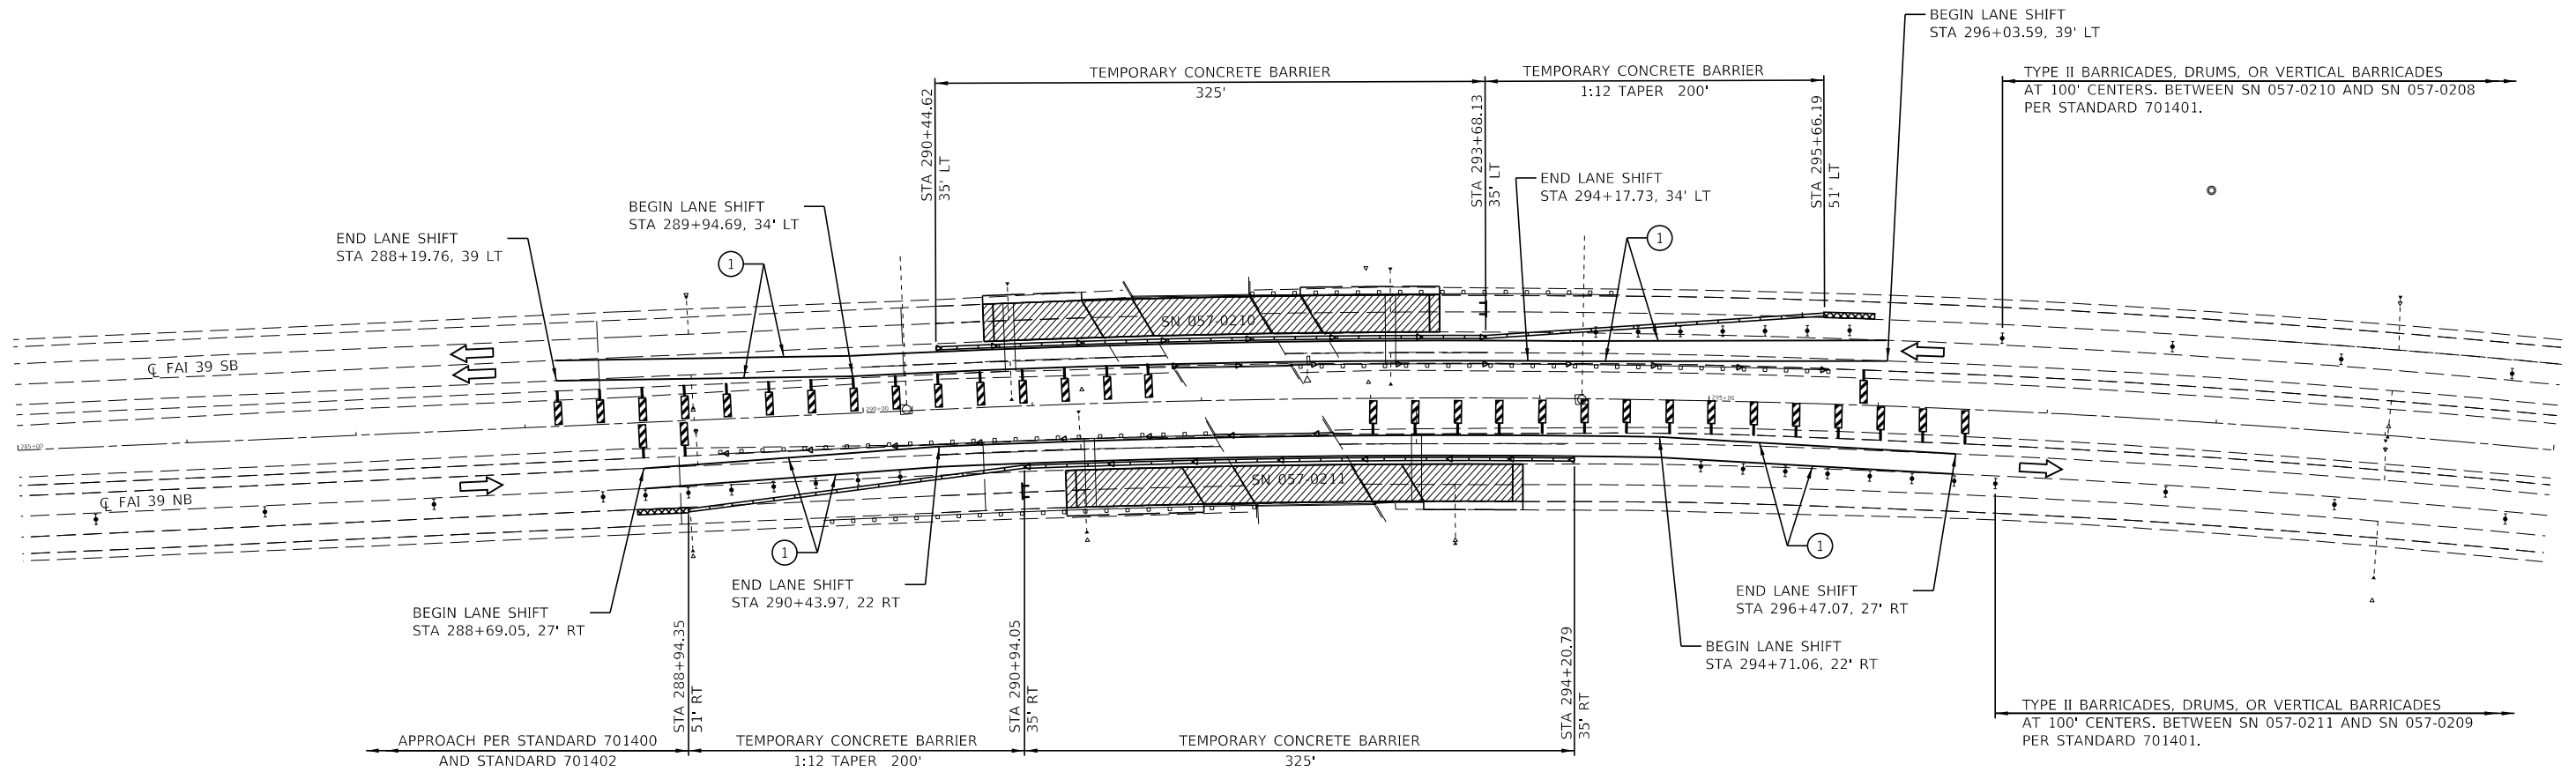 BEGIN LANE SHIFT
STA 296+03.59, 39' LT
TEMPORARY CONCRETE BARRIER
325'
TEMPORARY CONCRETE BARRIER
1:12 TAPER 200'
TYPE II BARRICADES, DRUMS, OR VERTICAL BARRICADES
AT 100' CENTERS. BETWEEN SN 057-0210 AND SN 057-0208
PER STANDARD 701401.
STA 290+44.62
35' LT
STA 293+68.13
35' LT
STA 295+66.19
51' LT
END LANE SHIFT
STA 294+17.73, 34' LT
BEGIN LANE SHIFT
STA 289+94.69, 34' LT
END LANE SHIFT
STA 288+19.76, 39 LT
1
1
SN 057-0210
℄ FAI 39 SB
290+00
295+00
285+00
℄ FAI 39 NB
SN 057-0211
1
1
END LANE SHIFT
STA 290+43.97, 22 RT
BEGIN LANE SHIFT
STA 288+69.05, 27' RT
END LANE SHIFT
STA 296+47.07, 27' RT
BEGIN LANE SHIFT
STA 294+71.06, 22' RT
STA 288+94.35
51' RT
STA 290+94.05
35' RT
STA 294+20.79
35' RT
APPROACH PER STANDARD 701400
AND STANDARD 701402
TEMPORARY CONCRETE BARRIER
1:12 TAPER 200'
TEMPORARY CONCRETE BARRIER
325'
TYPE II BARRICADES, DRUMS, OR VERTICAL BARRICADES
AT 100' CENTERS. BETWEEN SN 057-0211 AND SN 057-0209
PER STANDARD 701401.